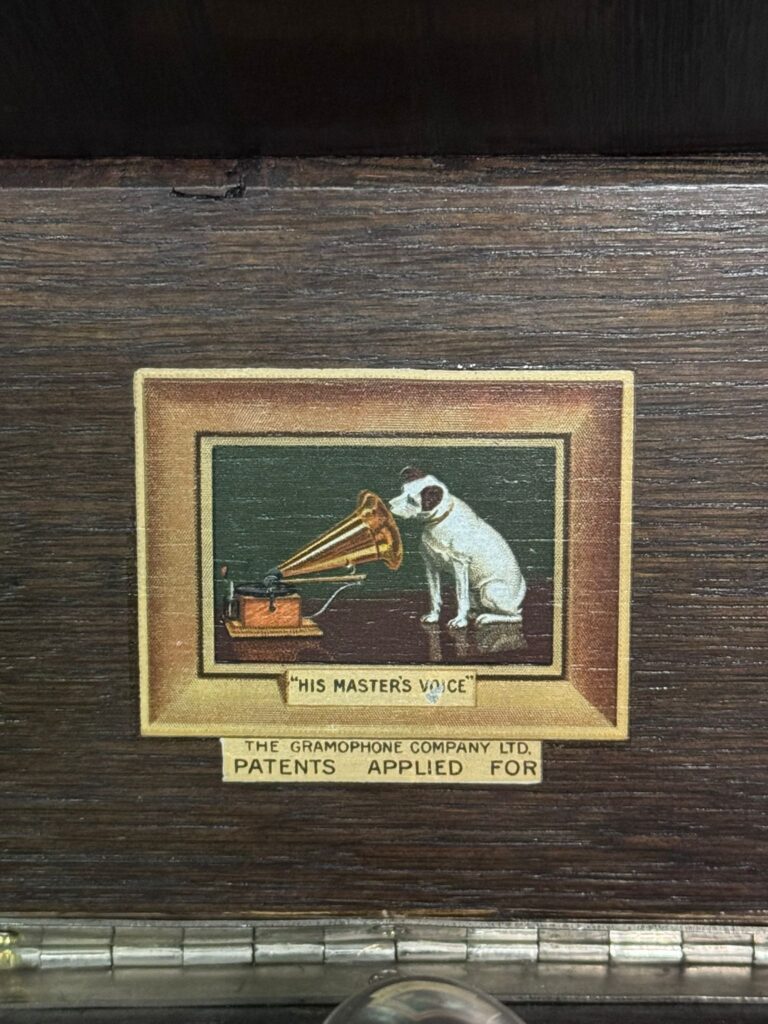 "HIS MASTER'S VOICE"
THE GRAMOPHONE COMPANY LTD.
PATENTS APPLIED FOR